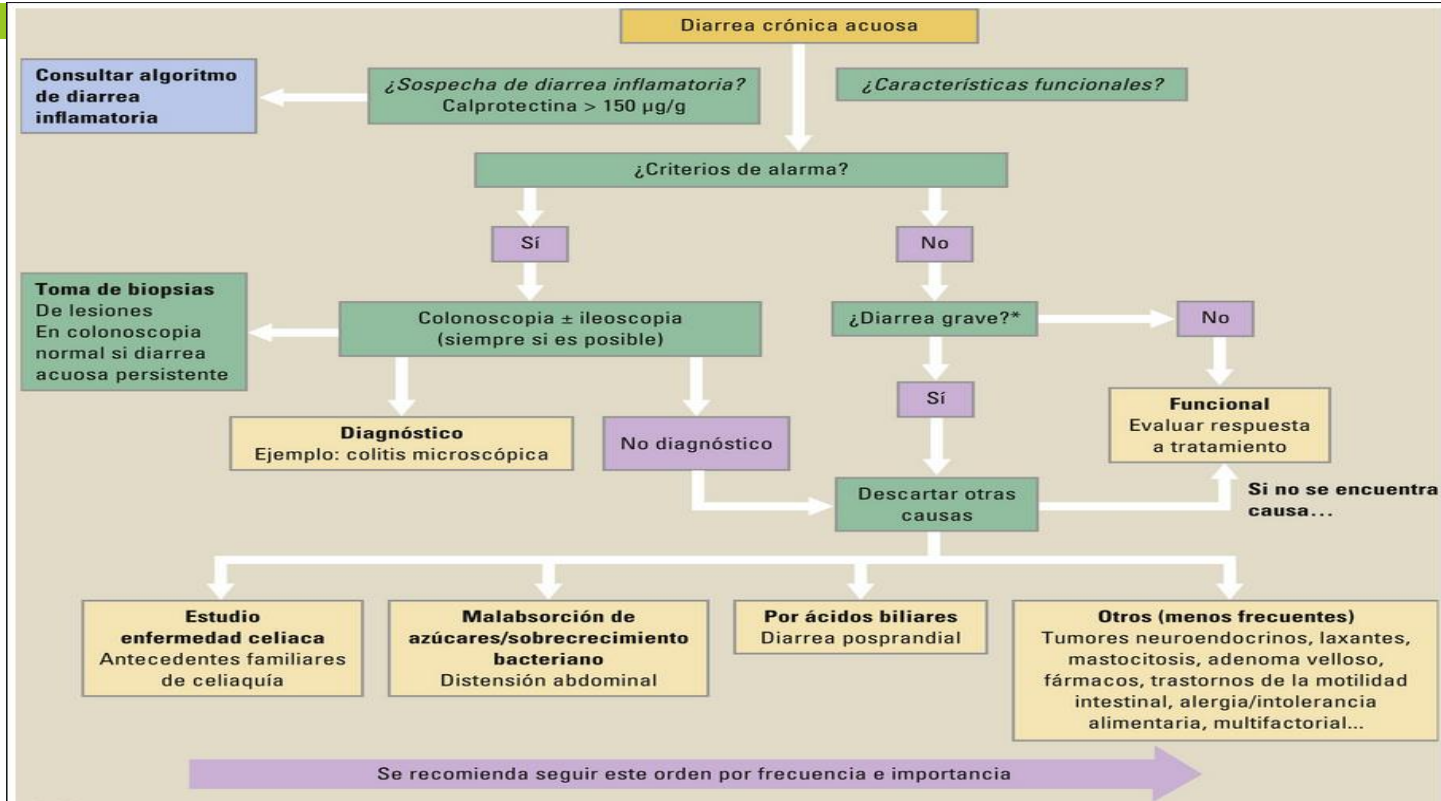 Diarrea crónica acuosa
Consultar algoritmo
de diarrea
inflamatoria
¿Sospecha de diarrea inflamatoria?
Calprotectina > 150 µg/g
¿Características funcionales?
¿Criterios de alarma?
Sí
No
Toma de biopsias
De lesiones
En colonoscopia
normal si diarrea
acuosa persistente
Colonoscopia ± ileoscopia
(siempre si es posible)
¿Diarrea grave?*
No
Sí
Diagnóstico
Ejemplo: colitis microscópica
No diagnóstico
Funcional
Evaluar respuesta
a tratamiento
Descartar otras
causas
Si no se encuentra
causa...
Estudio
enfermedad celiaca
Antecedentes familiares
de celiaquía
Malabsorción de
azúcares/sobrecrecimiento
bacteriano
Distensión abdominal
Por ácidos biliares
Diarrea posprandial
Otros (menos frecuentes)
Tumores neuroendocrinos, laxantes,
mastocitosis, adenoma velloso,
fármacos, trastornos de la motilidad
intestinal, alergia/intolerancia
alimentaria, multifactorial...
Se recomienda seguir este orden por frecuencia e importancia